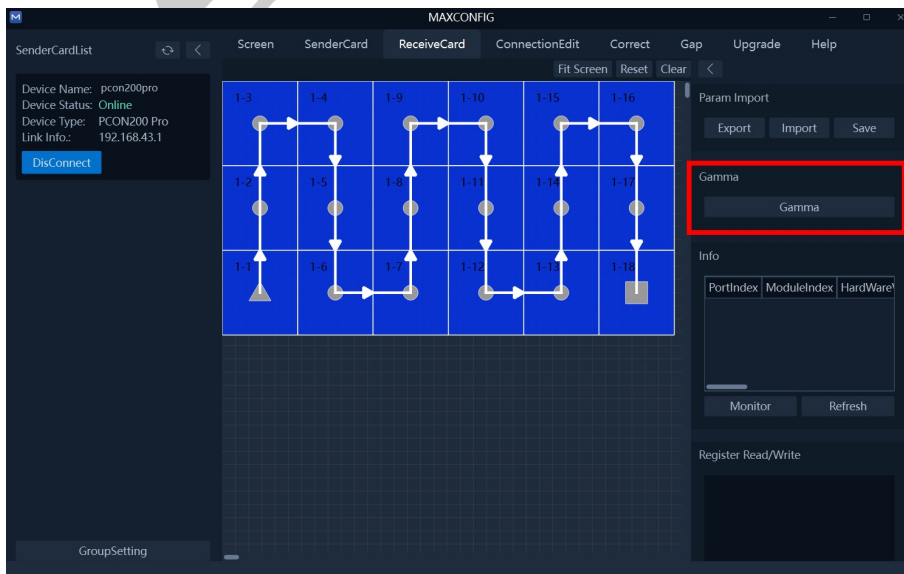 MAXCONFIG
SenderCardList
Screen SenderCard ReceiveCard ConnectionEdit Correct Gap Upgrade Help
Fit Screen Reset Clear
Device Name: pcon200pro
Device Status: Online
Device Type: PCON200 Pro
Link Info.: 192.168.43.1
DisConnect
1-3 1-4 1-9 1-10 1-15 1-16
1-2 1-5 1-8 1-11 1-14 1-17
1-1 1-6 1-7 1-12 1-13 1-18
Param Import
Export Import Save
Gamma
Gamma
Info
PortIndex ModuleIndex HardWare
Monitor Refresh
Register Read/Write
GroupSetting